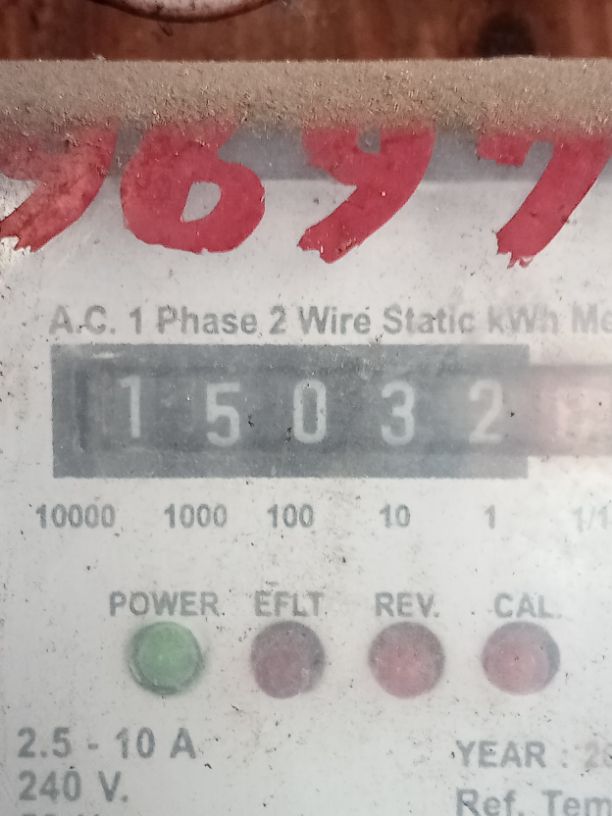 9697
A.C. 1 Phase 2 Wire Static kWh
1 5 0 3 2
10000 1000 100 10 1
POWER. EFLT. REV. CAL.
2.5 - 10 A
240 V.
YEAR :
Ref.